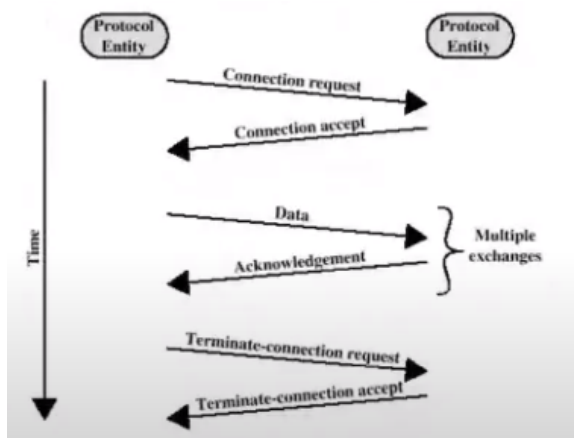 Protocol
Entity
Protocol
Entity
Connection request
Connection accept
Time
Data
Acknowledgement
Multiple
exchanges
Terminate-connection request
Terminate-connection accept